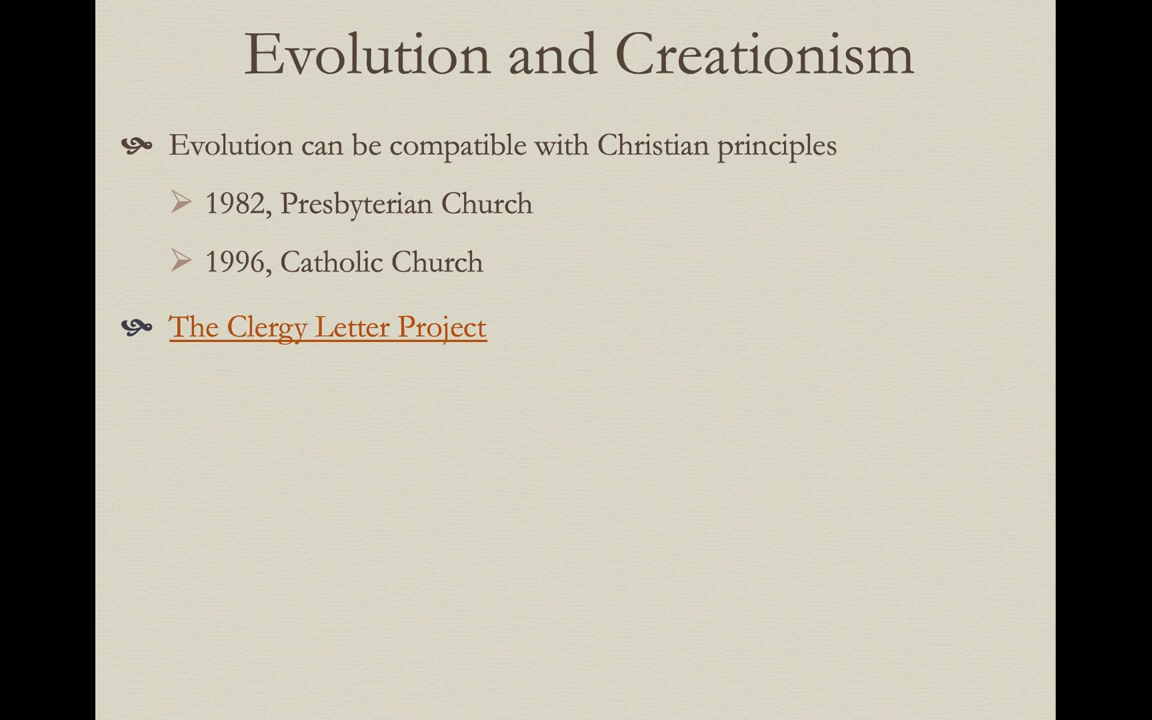 Evolution and Creationism
Evolution can be compatible with Christian principles
1982, Presbyterian Church
1996, Catholic Church
The Clergy Letter Project